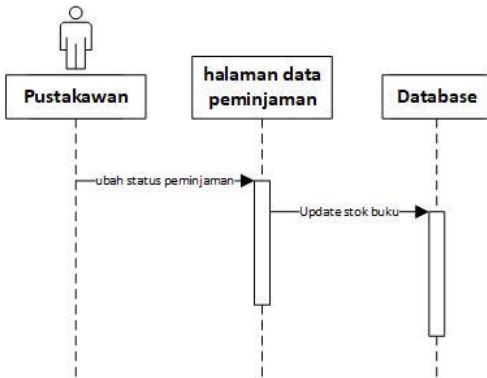 Pustakawan
halaman data
peminjaman
Database
ubah status peminjaman
Update stok buku